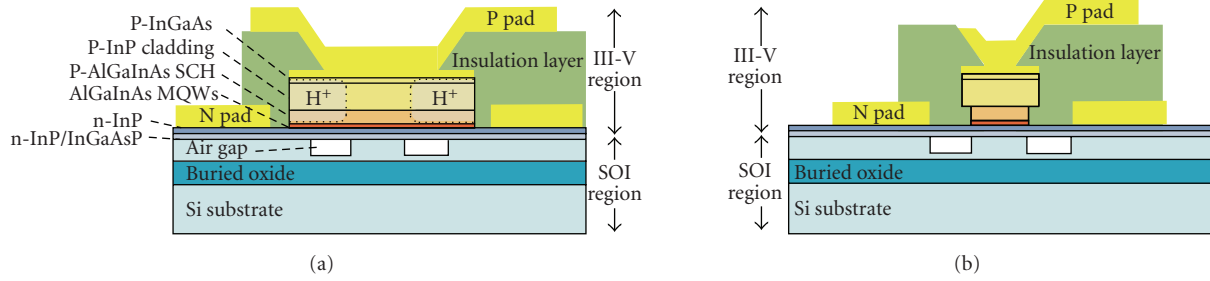 P-InGaAs
P-InP cladding
P-AlGaInAS SCH
AlGaInAS MQWs
n-InP
n-InP/InGaAsP
P pad
Insulation layer
H+
H+
N pad
Air gap
Buried oxide
Si substrate
III-V
region
SOI
region
(a)
III-V
region
SOI
region
P pad
Insulation layer
N pad
Buried oxide
Si substrate
(b)